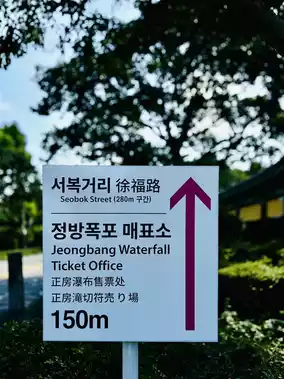 서복거리 徐福路
Seobok Street (280m 구간)
정방폭포 매표소
Jeongbang Waterfall
Ticket Office
正房瀑布售票处
正房滝切符売り場
150m